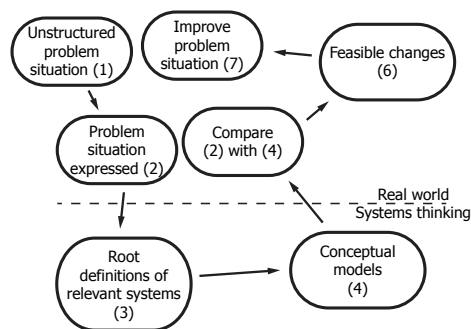 Unstructured
problem
situation (1)
Improve
problem
situation (7)
Feasible changes
(6)
Problem
situation
expressed (2)
Compare
(2) with (4)
Real world
Systems thinking
Root
definitions of
relevant systems
(3)
Conceptual
models
(4)